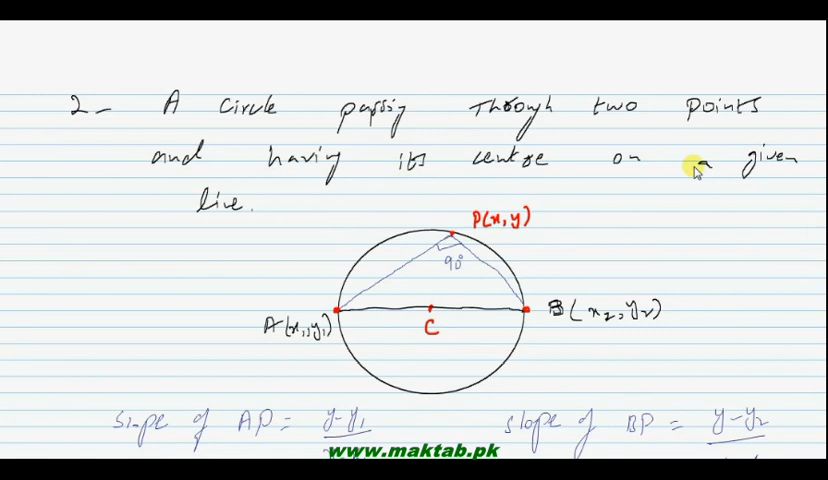 2- A circle passing through two points
and having its centre on a given
line.
P(x,y)
90°
A(x₁,y₁)
C
B(x₂,y₂)
Slope of AP = y-y₁
slope of BP = y-y₂
www.maktab.pk